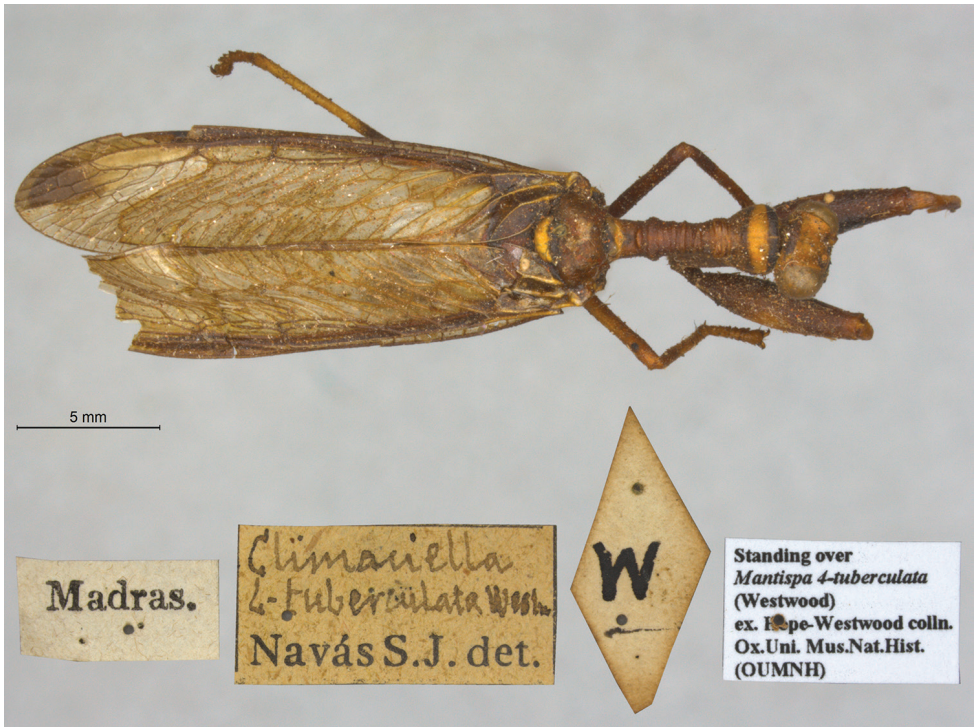 5 mm
Madras.
Climaciella
4-tuberculata Westw.
Navás S.J. det.
W
Standing over
Mantispa 4-tuberculata
(Westwood)
ex. Hope-Westwood colln.
Ox.Uni. Mus.Nat.Hist.
(OUMNH)